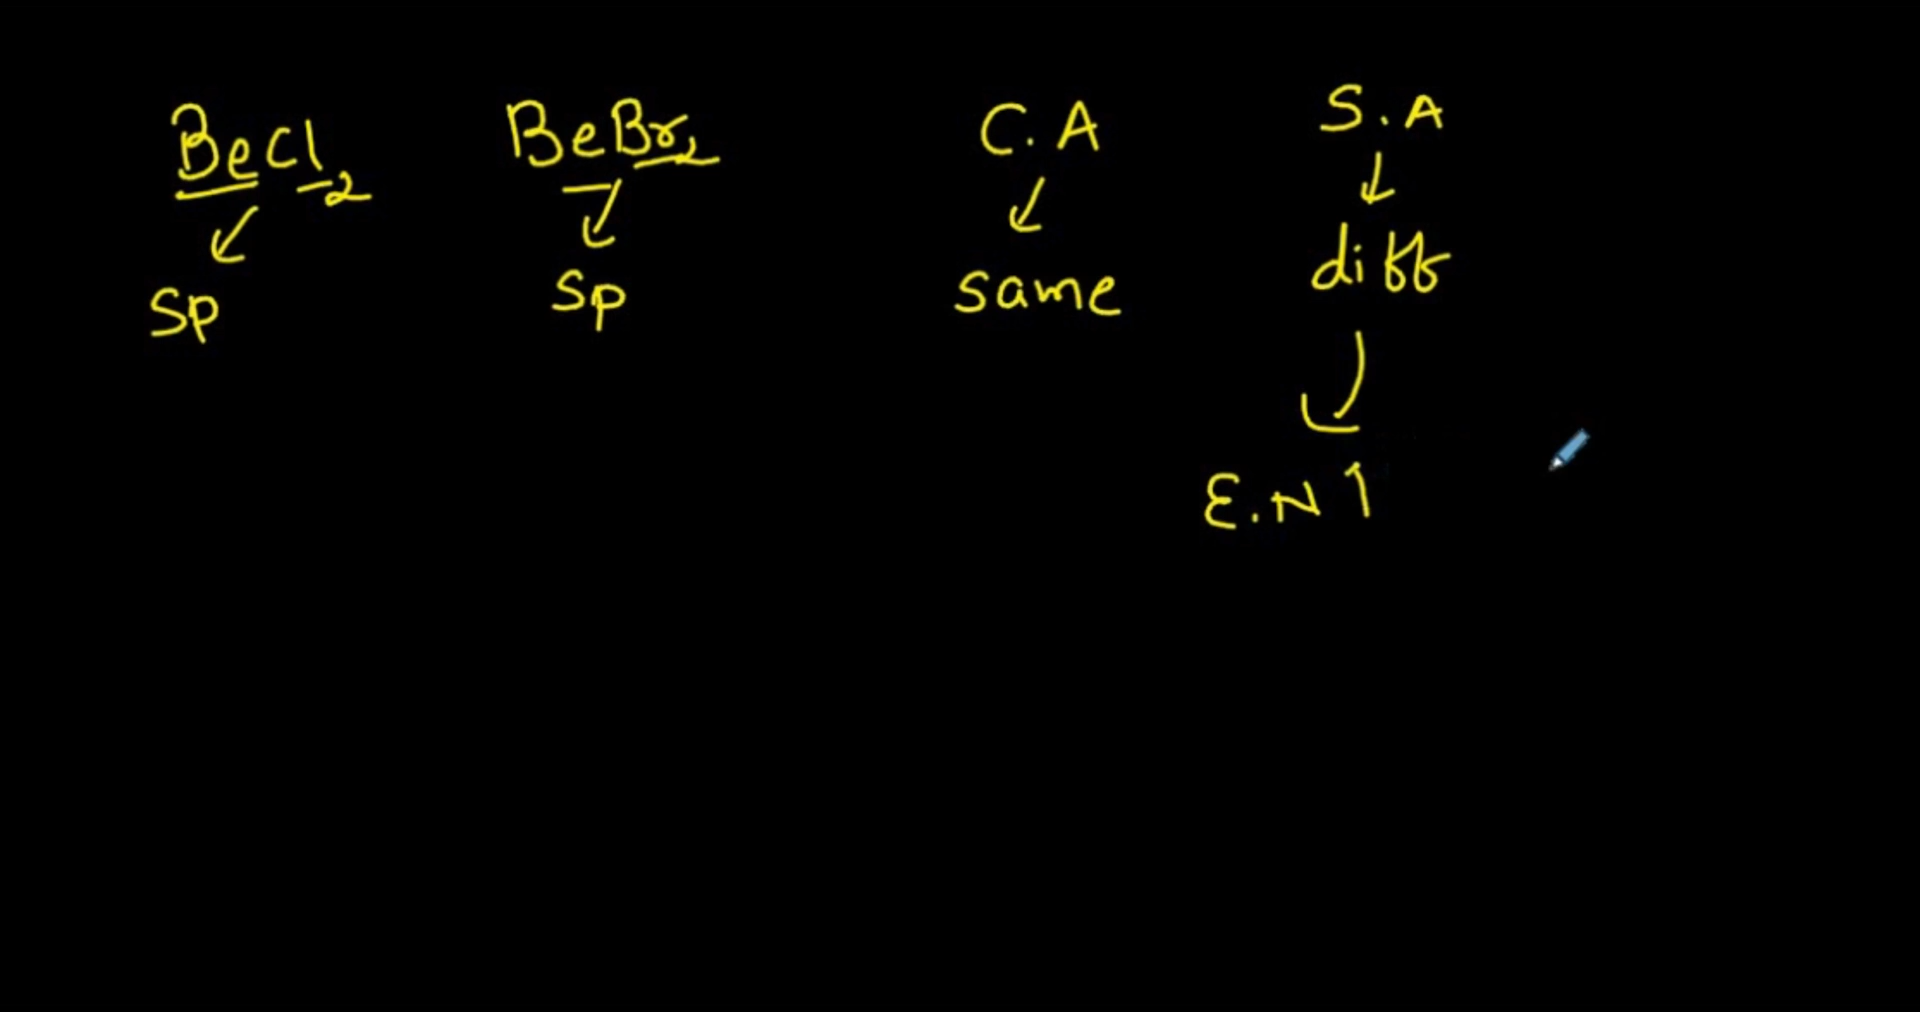 BeCl2 BeBr2 C.A S.A
↙ ↙ ↙ ↓
sp sp same diff
↙
E.N ↑